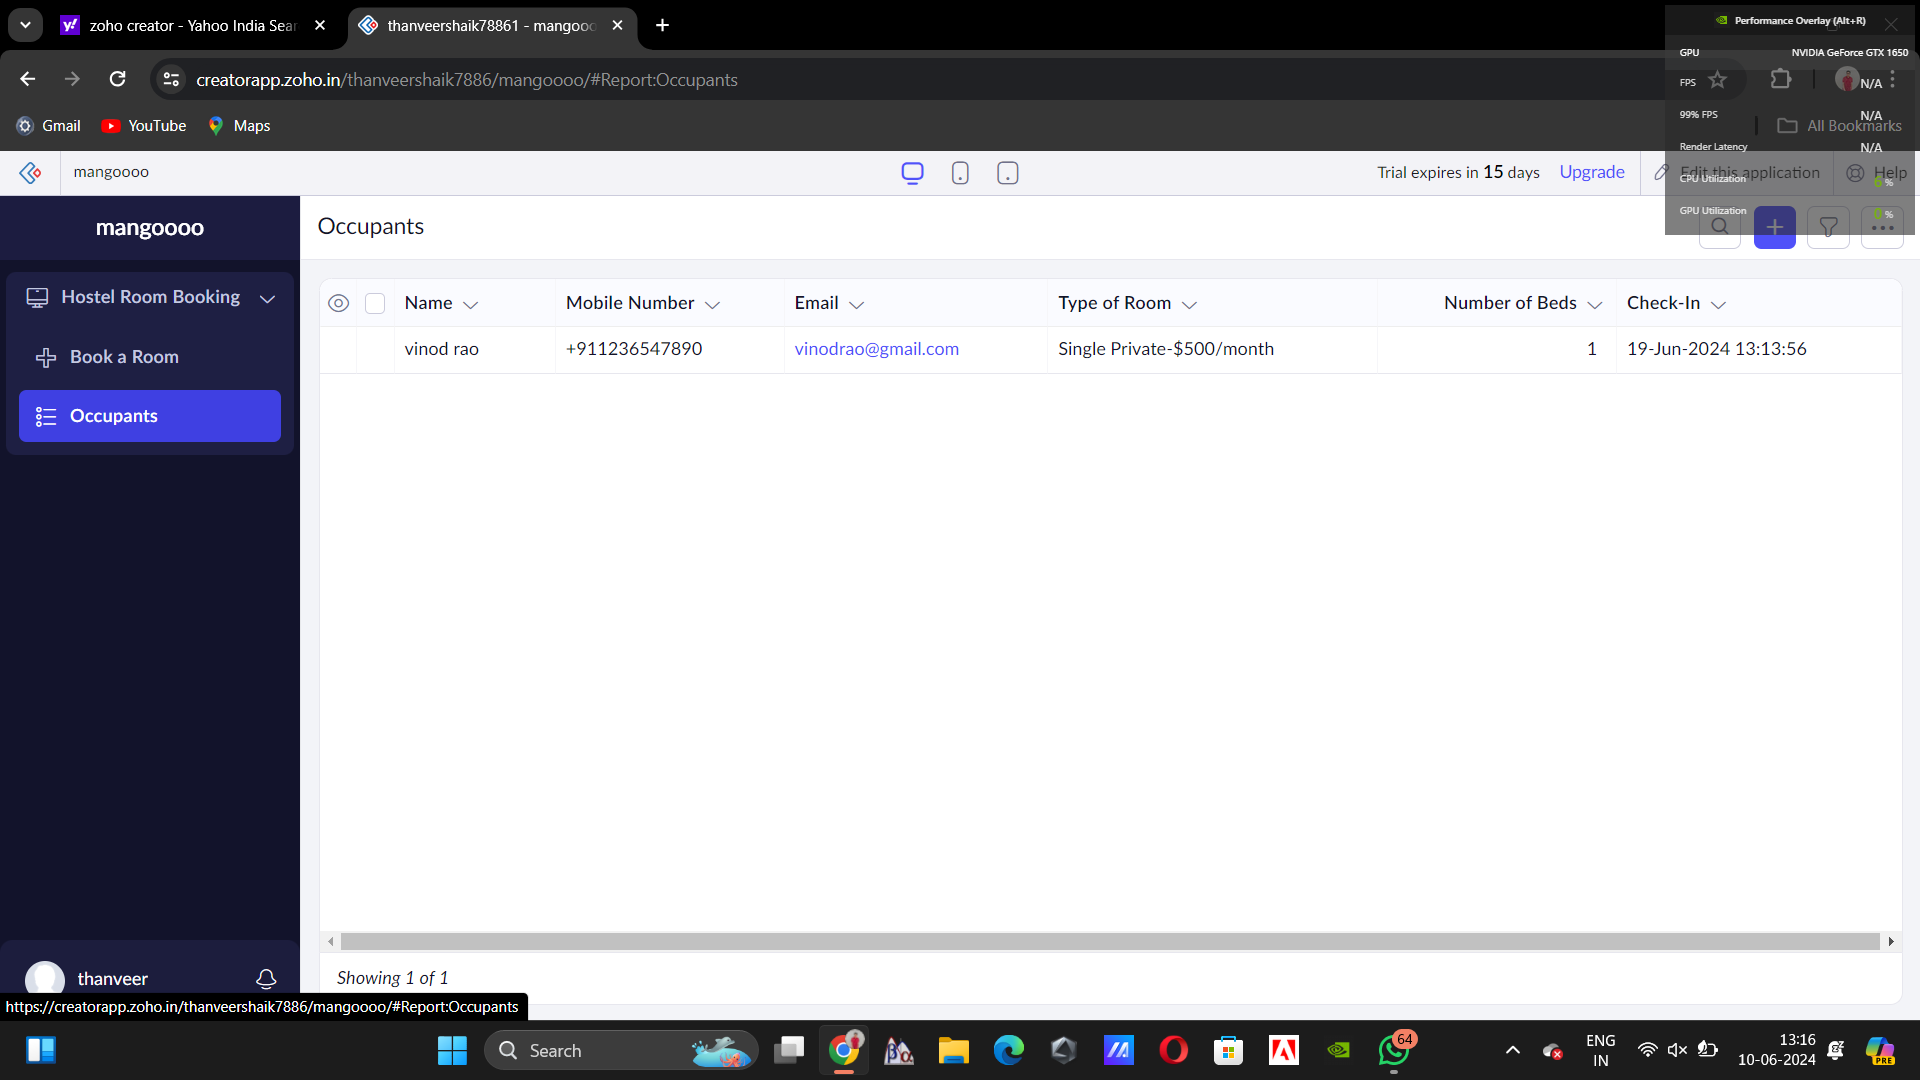 zoho creator - Yahoo India Sear
thanveershaik78861 - mangooo
Performance Overlay (Alt+R)
GPU NVIDIA GeForce GTX 1650
creatorapp.zoho.in/thanveershaik7886/mangoooo/#Report:Occupants
FPS N/A
99% FPS N/A
Gmail YouTube Maps
All Bookmarks
Render Latency N/A
mangoooo
Trial expires in 15 days Upgrade
Edit this application Help
CPU Utilization 6 %
GPU Utilization 0 %
mangoooo
Occupants
Hostel Room Booking
Book a Room
Occupants
Name Mobile Number Email Type of Room Number of Beds Check-In
vinod rao +911236547890 vinodrao@gmail.com Single Private-$500/month 1 19-Jun-2024 13:13:56
Showing 1 of 1
thanveer
https://creatorapp.zoho.in/thanveershaik7886/mangoooo/#Report:Occupants
Search
64
PRE
ENG
IN
13:16
10-06-2024